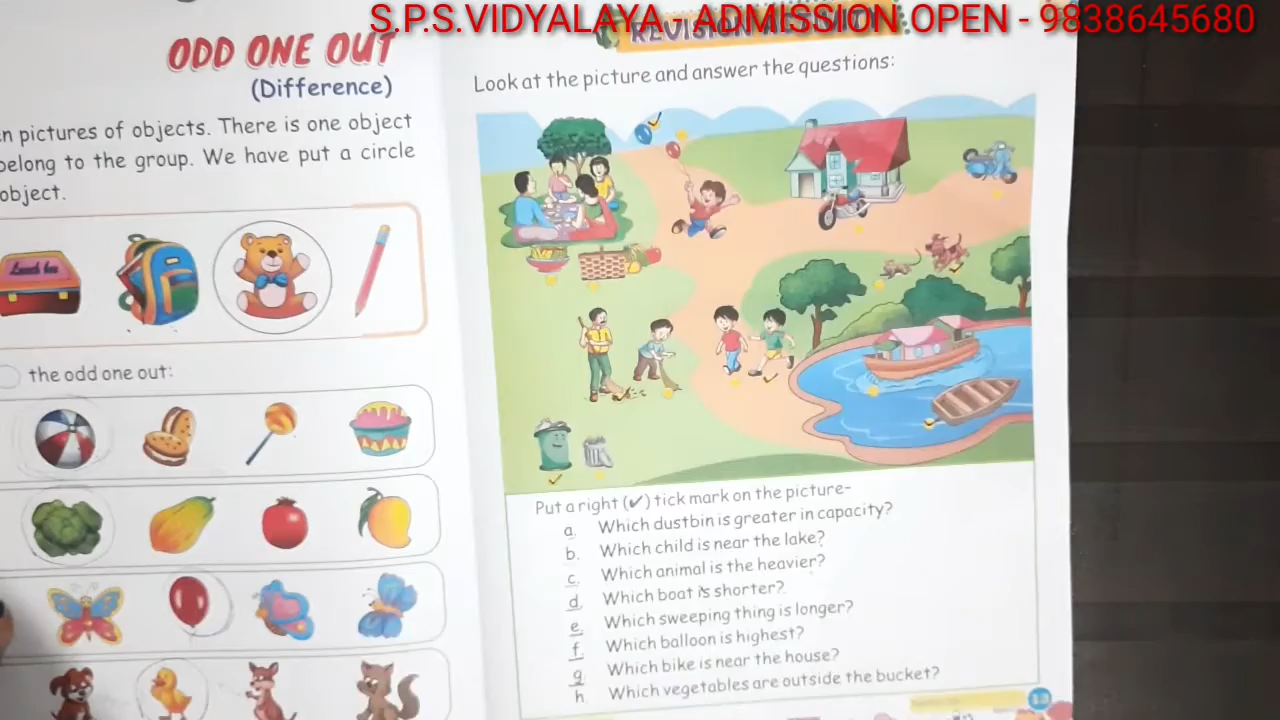 S.P.S.VIDYALAYA - ADMISSION OPEN - 9838645680
ODD ONE OUT
(Difference)
pictures of objects. There is one object
belong to the group. We have put a circle
object.
Lunch box
the odd one out:
REVISION ACTIVITY
Look at the picture and answer the questions:
Put a right (✔) tick mark on the picture-
a. Which dustbin is greater in capacity?
b. Which child is near the lake?
c. Which animal is the heavier?
d. Which boat is shorter?
e. Which sweeping thing is longer?
f. Which balloon is highest?
g. Which bike is near the house?
h. Which vegetables are outside the bucket?